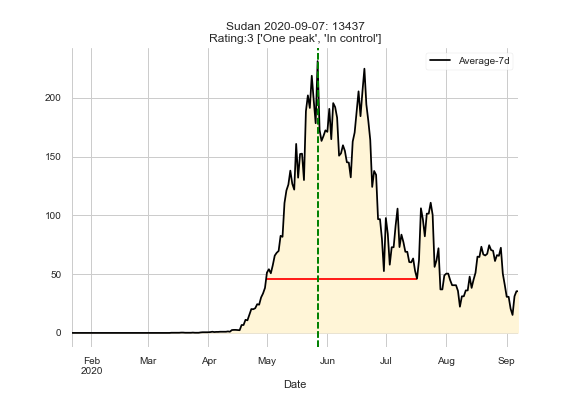 Sudan 2020-09-07: 13437
Rating:3 ['One peak', 'In control']
Average-7d
200
150
100
50
0
Feb Mar Apr May Jun Jul Aug Sep
2020
Date